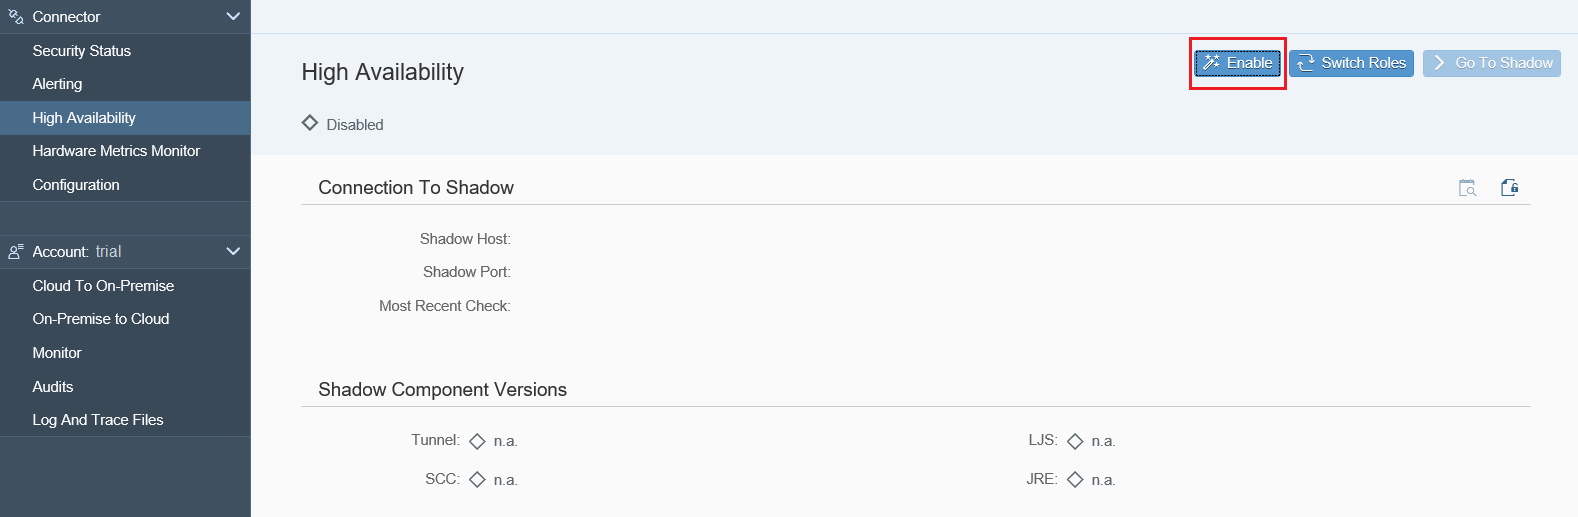 Connector
Security Status
Alerting
High Availability
Hardware Metrics Monitor
Configuration
Account: trial
Cloud To On-Premise
On-Premise to Cloud
Monitor
Audits
Log And Trace Files
High Availability
Enable
Switch Roles
Go To Shadow
Disabled
Connection To Shadow
Shadow Host:
Shadow Port:
Most Recent Check:
Shadow Component Versions
Tunnel: n.a.
LJS: n.a.
SCC: n.a.
JRE: n.a.